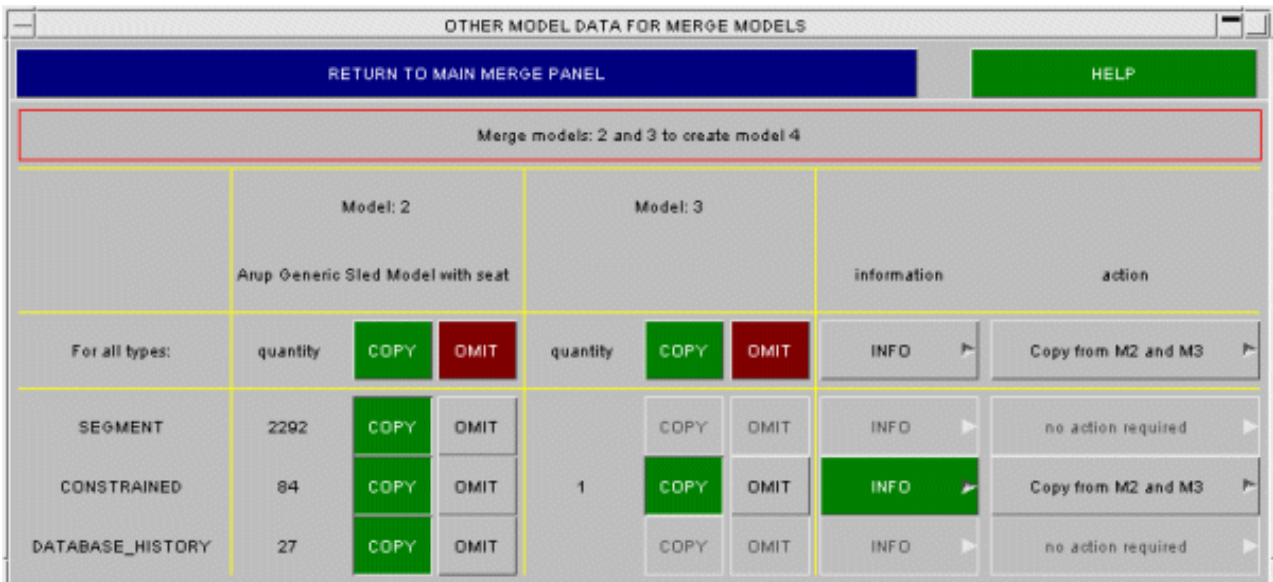 OTHER MODEL DATA FOR MERGE MODELS
RETURN TO MAIN MERGE PANEL HELP
Merge models: 2 and 3 to create model 4
Model: 2 Model: 3
Arup Generic Sled Model with seat information action
For all types: quantity COPY OMIT quantity COPY OMIT INFO Copy from M2 and M3
SEGMENT 2292 COPY OMIT COPY OMIT INFO no action required
CONSTRAINED 84 COPY OMIT 1 COPY OMIT INFO Copy from M2 and M3
DATABASE_HISTORY 27 COPY OMIT COPY OMIT INFO no action required